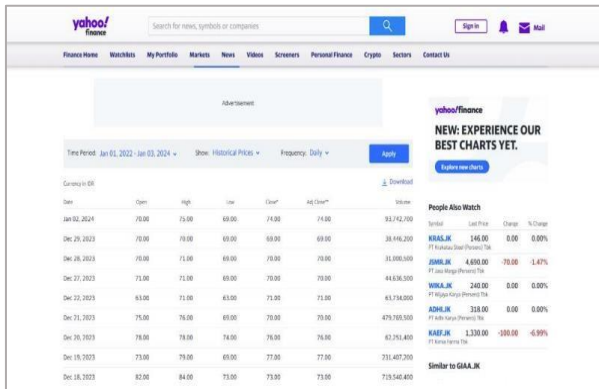 yahoo!
finance
Search for news, symbols or companies
Sign in
Mail
Finance Home Watchlists My Portfolio Markets News Videos Screeners Personal Finance Crypto Sectors Contact Us
Advertisement
yahoo!finance
NEW: EXPERIENCE OUR
BEST CHARTS YET.
Explore new charts
Time Period: Jan 01, 2022 - Jan 03, 2024 Show: Historical Prices Frequency: Daily Apply
Currency in IDR Download
Date Open High Low Close* Adj Close** Volume
Jan 02, 2024 70.00 75.00 69.00 74.00 74.00 93,742,700
Dec 29, 2023 70.00 70.00 69.00 69.00 69.00 38,446,200
Dec 28, 2023 70.00 71.00 69.00 70.00 70.00 31,000,500
Dec 27, 2023 71.00 71.00 69.00 70.00 70.00 44,636,500
Dec 22, 2023 63.00 71.00 63.00 71.00 71.00 63,734,000
Dec 21, 2023 75.00 76.00 69.00 70.00 70.00 479,789,500
Dec 20, 2023 78.00 78.00 74.00 76.00 76.00 62,251,400
Dec 19, 2023 73.00 79.00 69.00 77.00 77.00 231,407,200
Dec 18, 2023 82.00 84.00 73.00 73.00 73.00 719,540,400
People Also Watch
Symbol Last Price Change % Change
KRAS.JK 146.00 0.00 0.00%
PT Krakatau Steel (Persero) Tbk
JSMR.JK 4,690.00 -70.00 -1.47%
PT Jasa Marga (Persero) Tbk
WIKA.JK 240.00 0.00 0.00%
PT Wijaya Karya (Persero) Tbk
ADHI.JK 318.00 0.00 0.00%
PT Adhi Karya (Persero) Tbk
KAEF.JK 1,330.00 -100.00 -6.99%
PT Kimia Farma Tbk
Similar to GIAA.JK